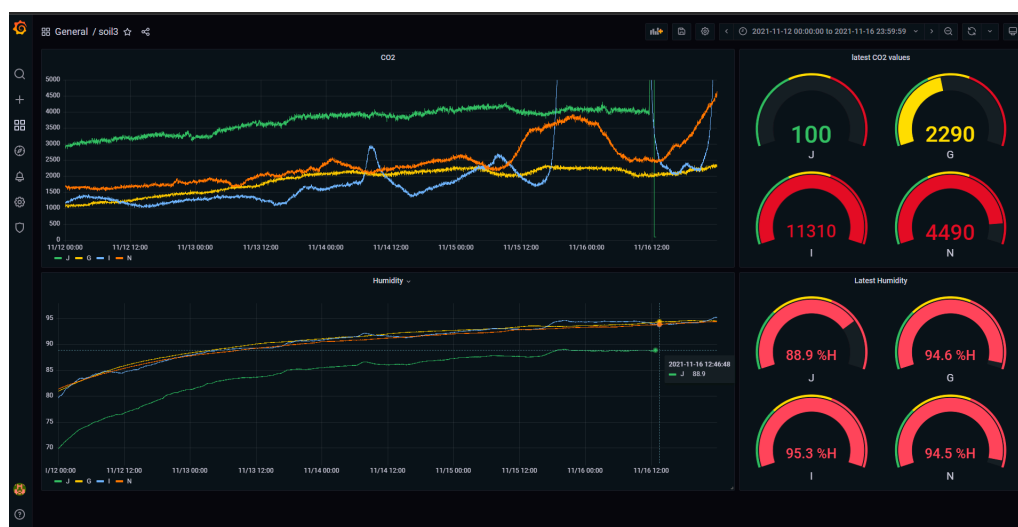 General / soil3
2021-11-12 00:00:00 to 2021-11-16 23:59:59
CO2
5000
4500
4000
3500
3000
2500
2000
1500
1000
500
0
11/12 00:00 11/12 12:00 11/13 00:00 11/13 12:00 11/14 00:00 11/14 12:00 11/15 00:00 11/15 12:00 11/16 00:00 11/16 12:00
J G I N
latest CO2 values
100
J
2290
G
11310
I
4490
N
Humidity
95
90
85
80
75
70
2021-11-16 12:46:48
J 88.9
I/12 00:00 11/12 12:00 11/13 00:00 11/13 12:00 11/14 00:00 11/14 12:00 11/15 00:00 11/15 12:00 11/16 00:00 11/16 12:00
J G I N
Latest Humidity
88.9 %H
J
94.6 %H
G
95.3 %H
I
94.5 %H
N